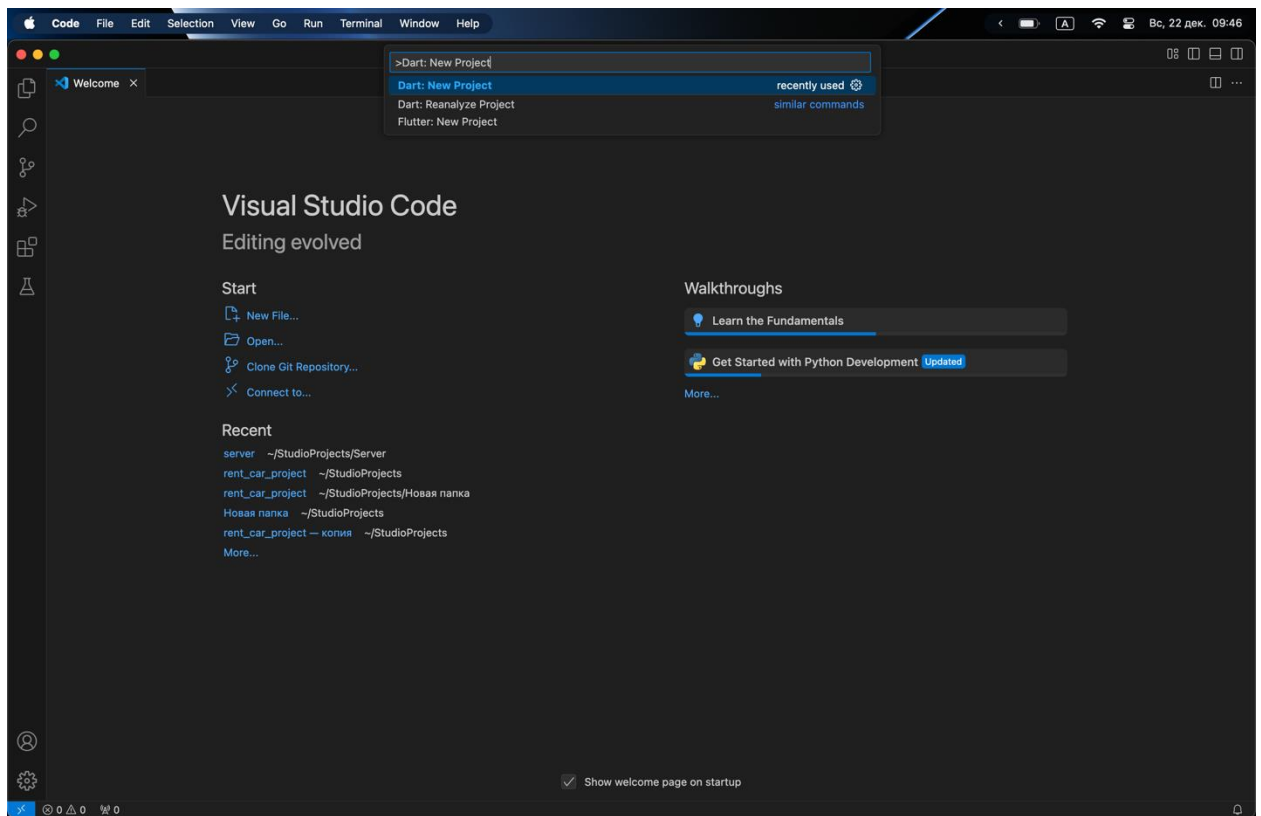 Code File Edit Selection View Go Run Terminal Window Help A Вс, 22 дек. 09:46
>Dart: New Project
Welcome
Dart: New Project recently used
Dart: Reanalyze Project similar commands
Flutter: New Project
Visual Studio Code
Editing evolved
Start
New File...
Open...
Clone Git Repository...
Connect to...
Recent
server ~/StudioProjects/Server
rent_car_project ~/StudioProjects
rent_car_project ~/StudioProjects/Новая папка
Новая папка ~/StudioProjects
rent_car_project — копия ~/StudioProjects
More...
Walkthroughs
Learn the Fundamentals
Get Started with Python Development Updated
More...
Show welcome page on startup
0 0 0